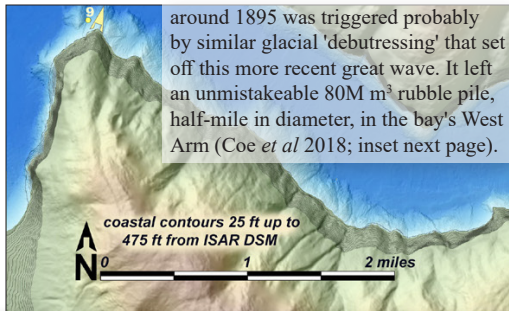 9
around 1895 was triggered probably
by similar glacial 'debutressing' that set
off this more recent great wave. It left
an unmistakeable 80M m³ rubble pile,
half-mile in diameter, in the bay's West
Arm (Coe et al 2018; inset next page).
coastal contours 25 ft up to
475 ft from ISAR DSM
N
0 1 2 miles